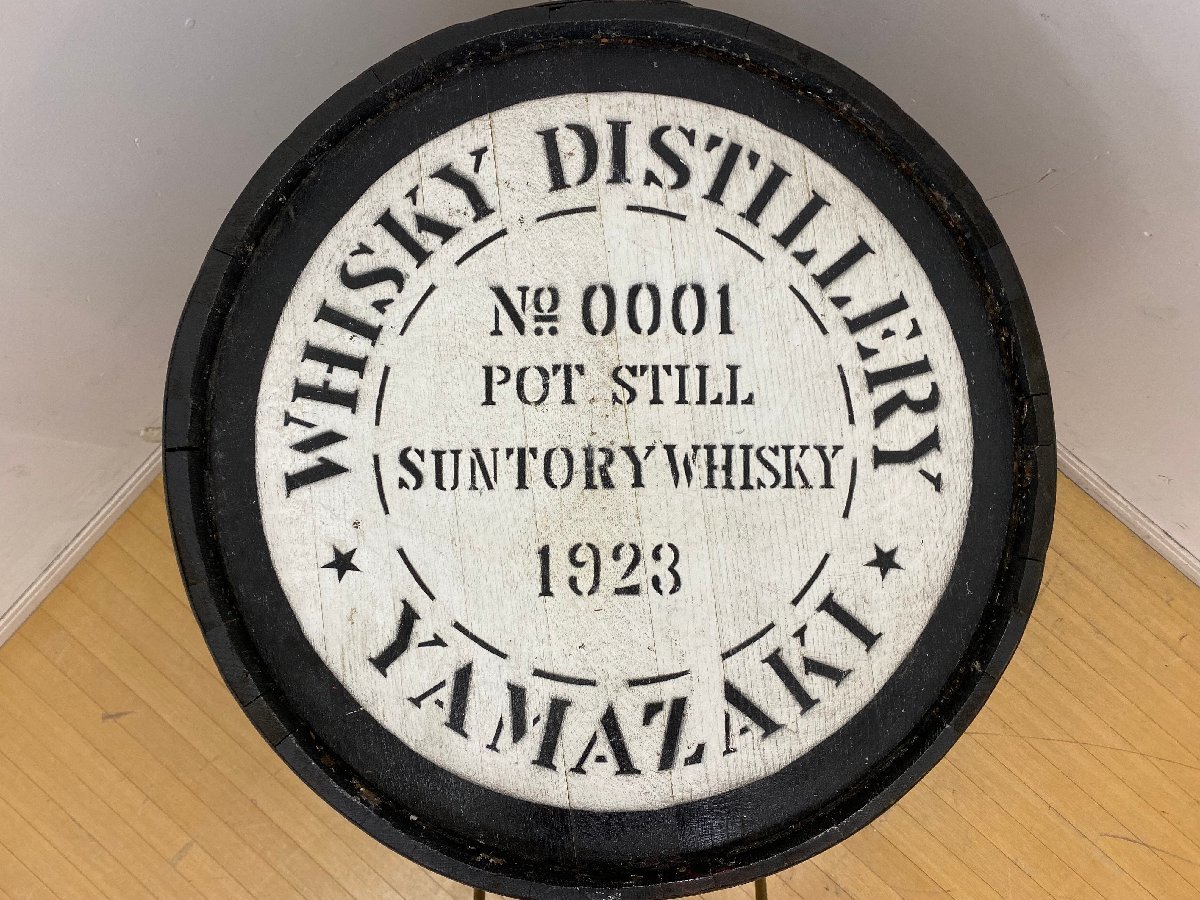 WHISKY DISTILLERY
Nº 0001
POT STILL
SUNTORY WHISKY
1923
★ YAMAZAKI ★